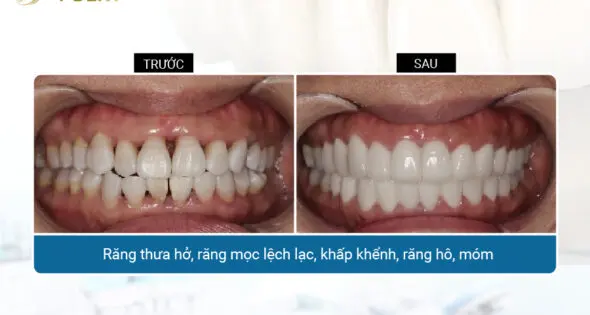 TRƯỚC
SAU
Răng thưa hở, răng mọc lệch lạc, khấp khểnh, răng hô, móm